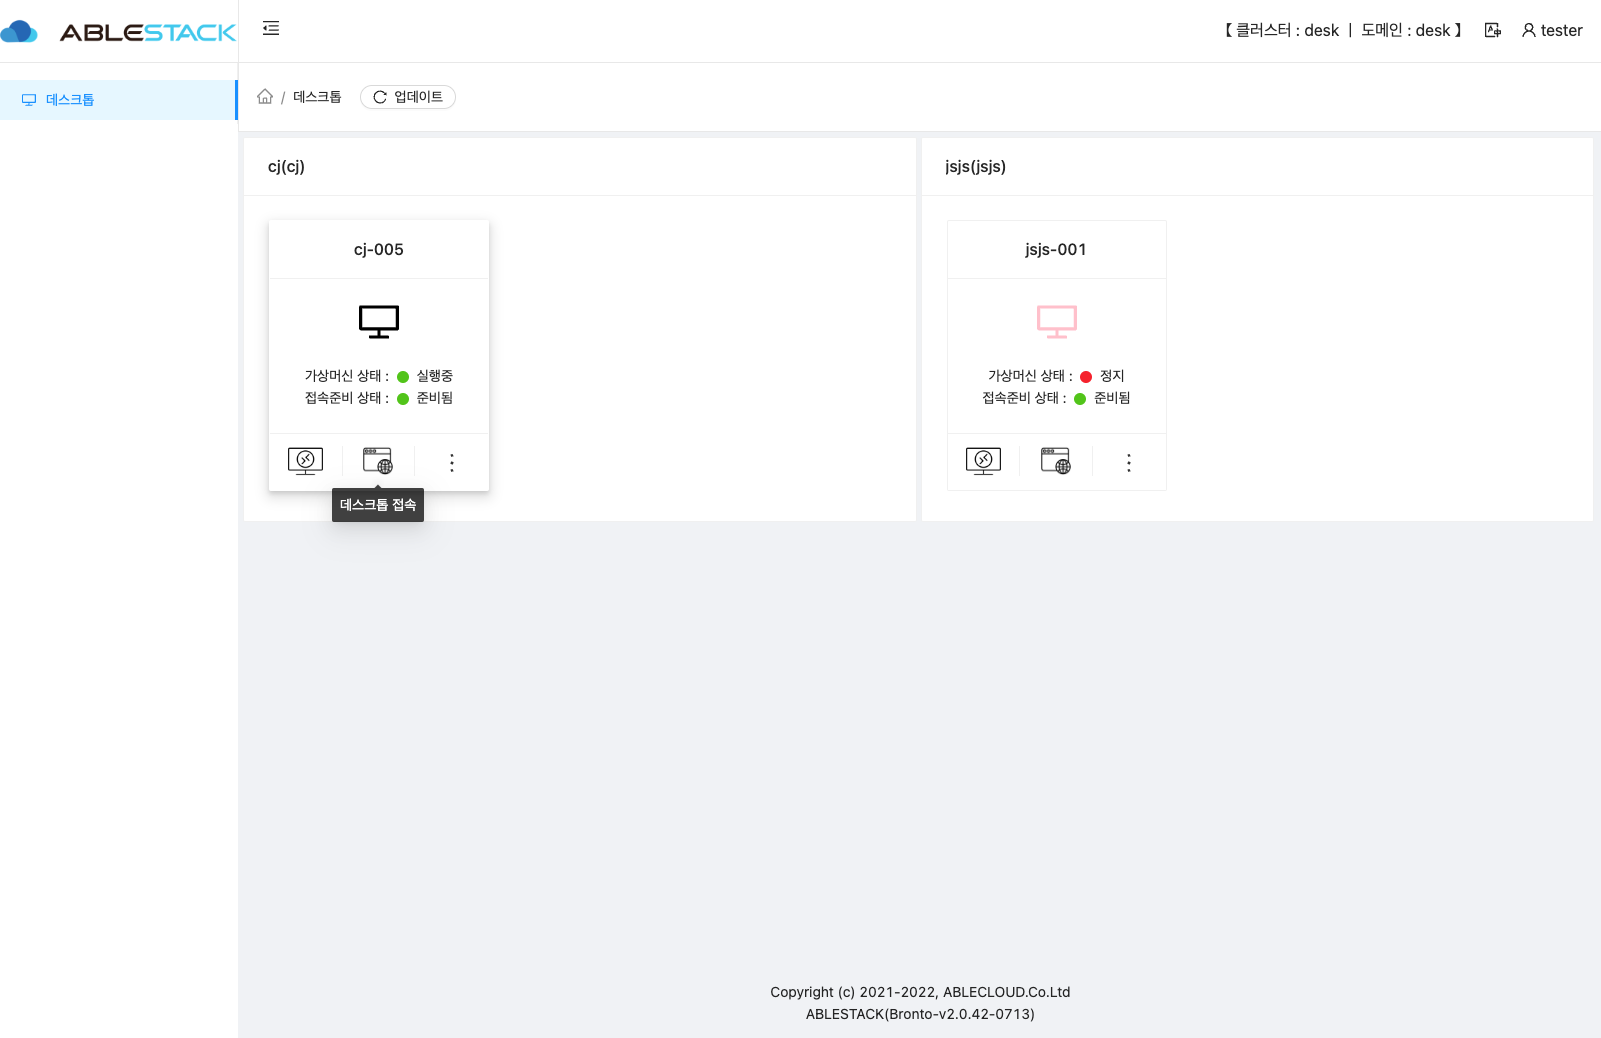 ABLESTACK
【 클러스터 : desk ㅣ 도메인 : desk 】 tester
데스크톱
/ 데스크톱 업데이트
cj(cj)
cj-005
가상머신 상태 : 실행중
접속준비 상태 : 준비됨
데스크톱 접속
jsjs(jsjs)
jsjs-001
가상머신 상태 : 정지
접속준비 상태 : 준비됨
Copyright (c) 2021-2022, ABLECLOUD.Co.Ltd
ABLESTACK(Bronto-v2.0.42-0713)